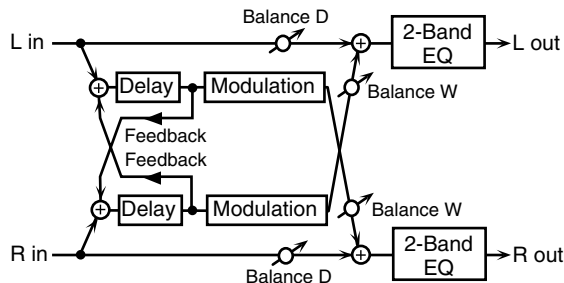 Balance D
L in
2-Band
EQ
L out
Delay
Modulation
Balance W
Feedback
Feedback
Delay
Modulation
Balance W
R in
Balance D
2-Band
EQ
R out